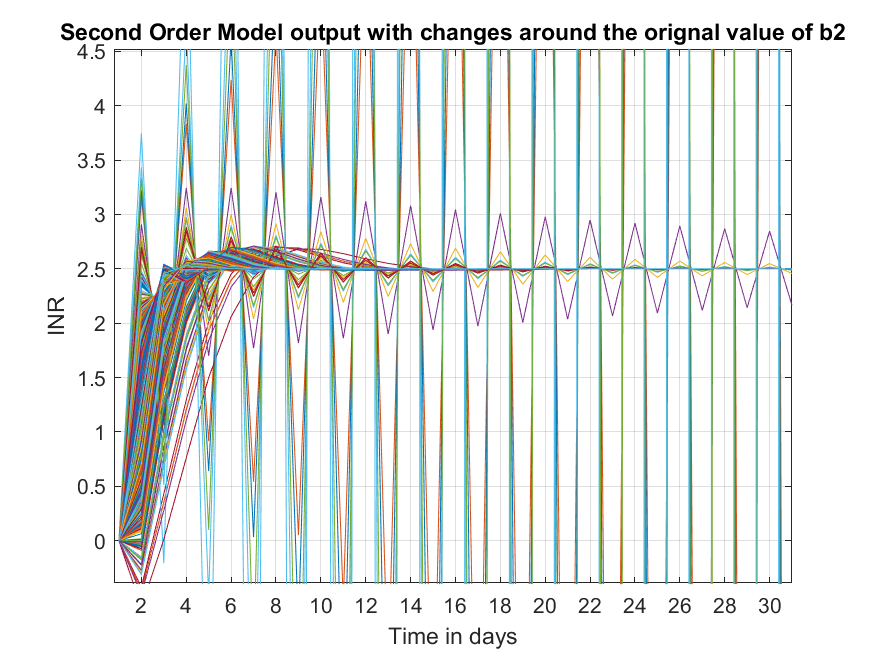 Second Order Model output with changes around the orignal value of b2
4.5
4
3.5
3
2.5
2
1.5
1
0.5
0
INR
2 4 6 8 10 12 14 16 18 20 22 24 26 28 30
Time in days